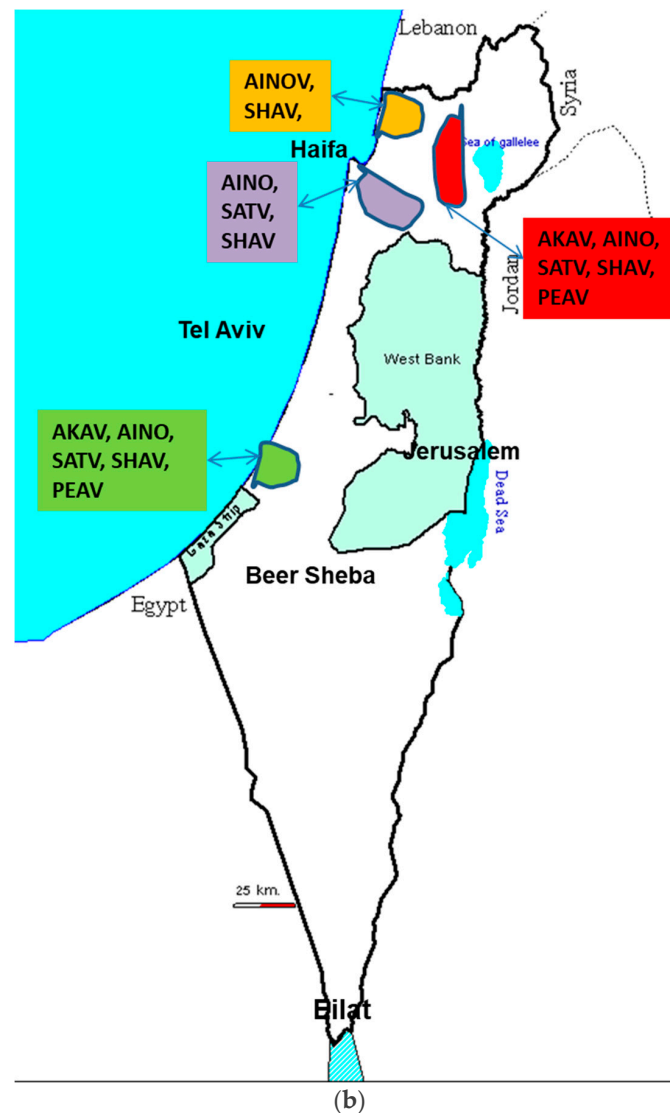 Lebanon
AINOV,
SHAV,
Syria
Haifa
Sea of gallelee
AINO,
SATV,
SHAV
AKAV, AINO,
SATV, SHAV,
PEAV
Jordan
Tel Aviv
West Bank
AKAV, AINO,
SATV, SHAV,
PEAV
Jerusalem
Dead Sea
Gaza Strip
Beer Sheba
Egypt
25 km.
Eilat
(b)